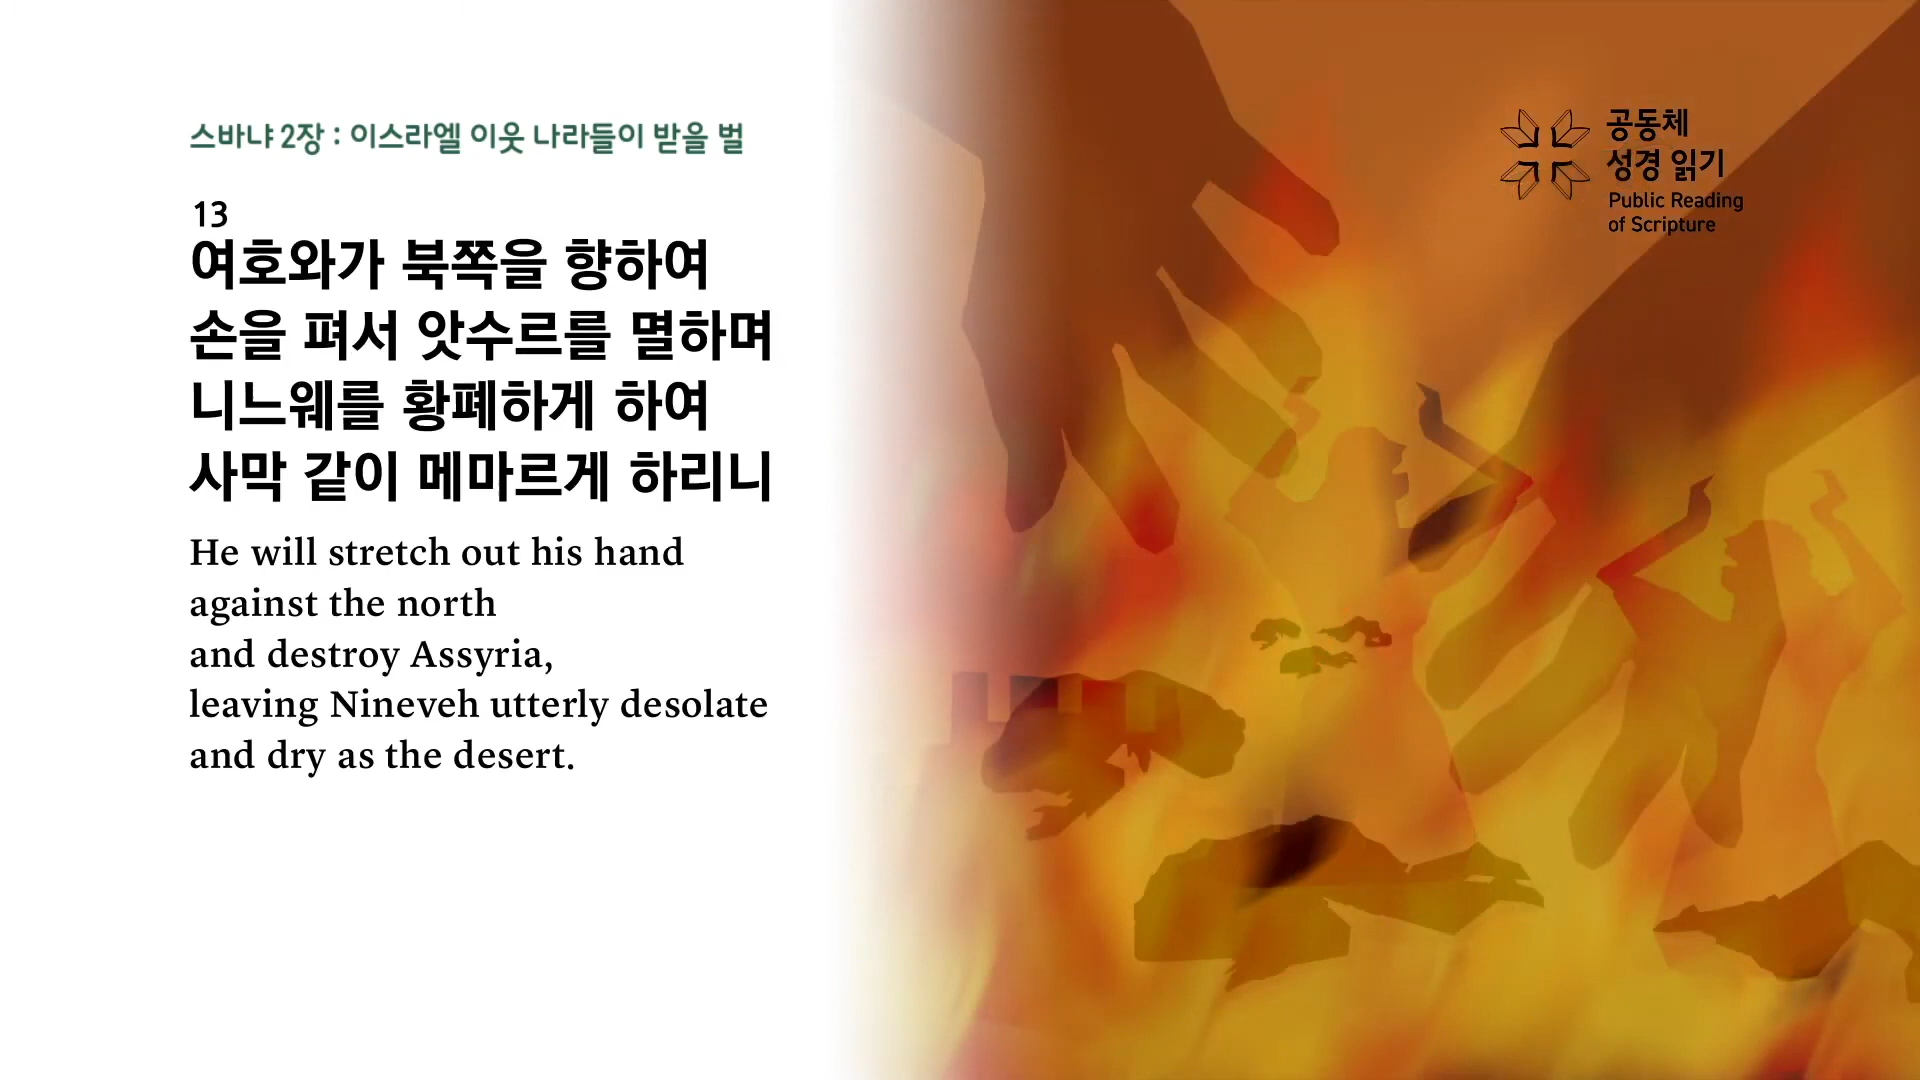 스바냐 2장 : 이스라엘 이웃 나라들이 받을 벌
13
여호와가 북쪽을 향하여
손을 펴서 앗수르를 멸하며
니느웨를 황폐하게 하여
사막 같이 메마르게 하리니
He will stretch out his hand
against the north
and destroy Assyria,
leaving Nineveh utterly desolate
and dry as the desert.
공동체
성경 읽기
Public Reading
of Scripture